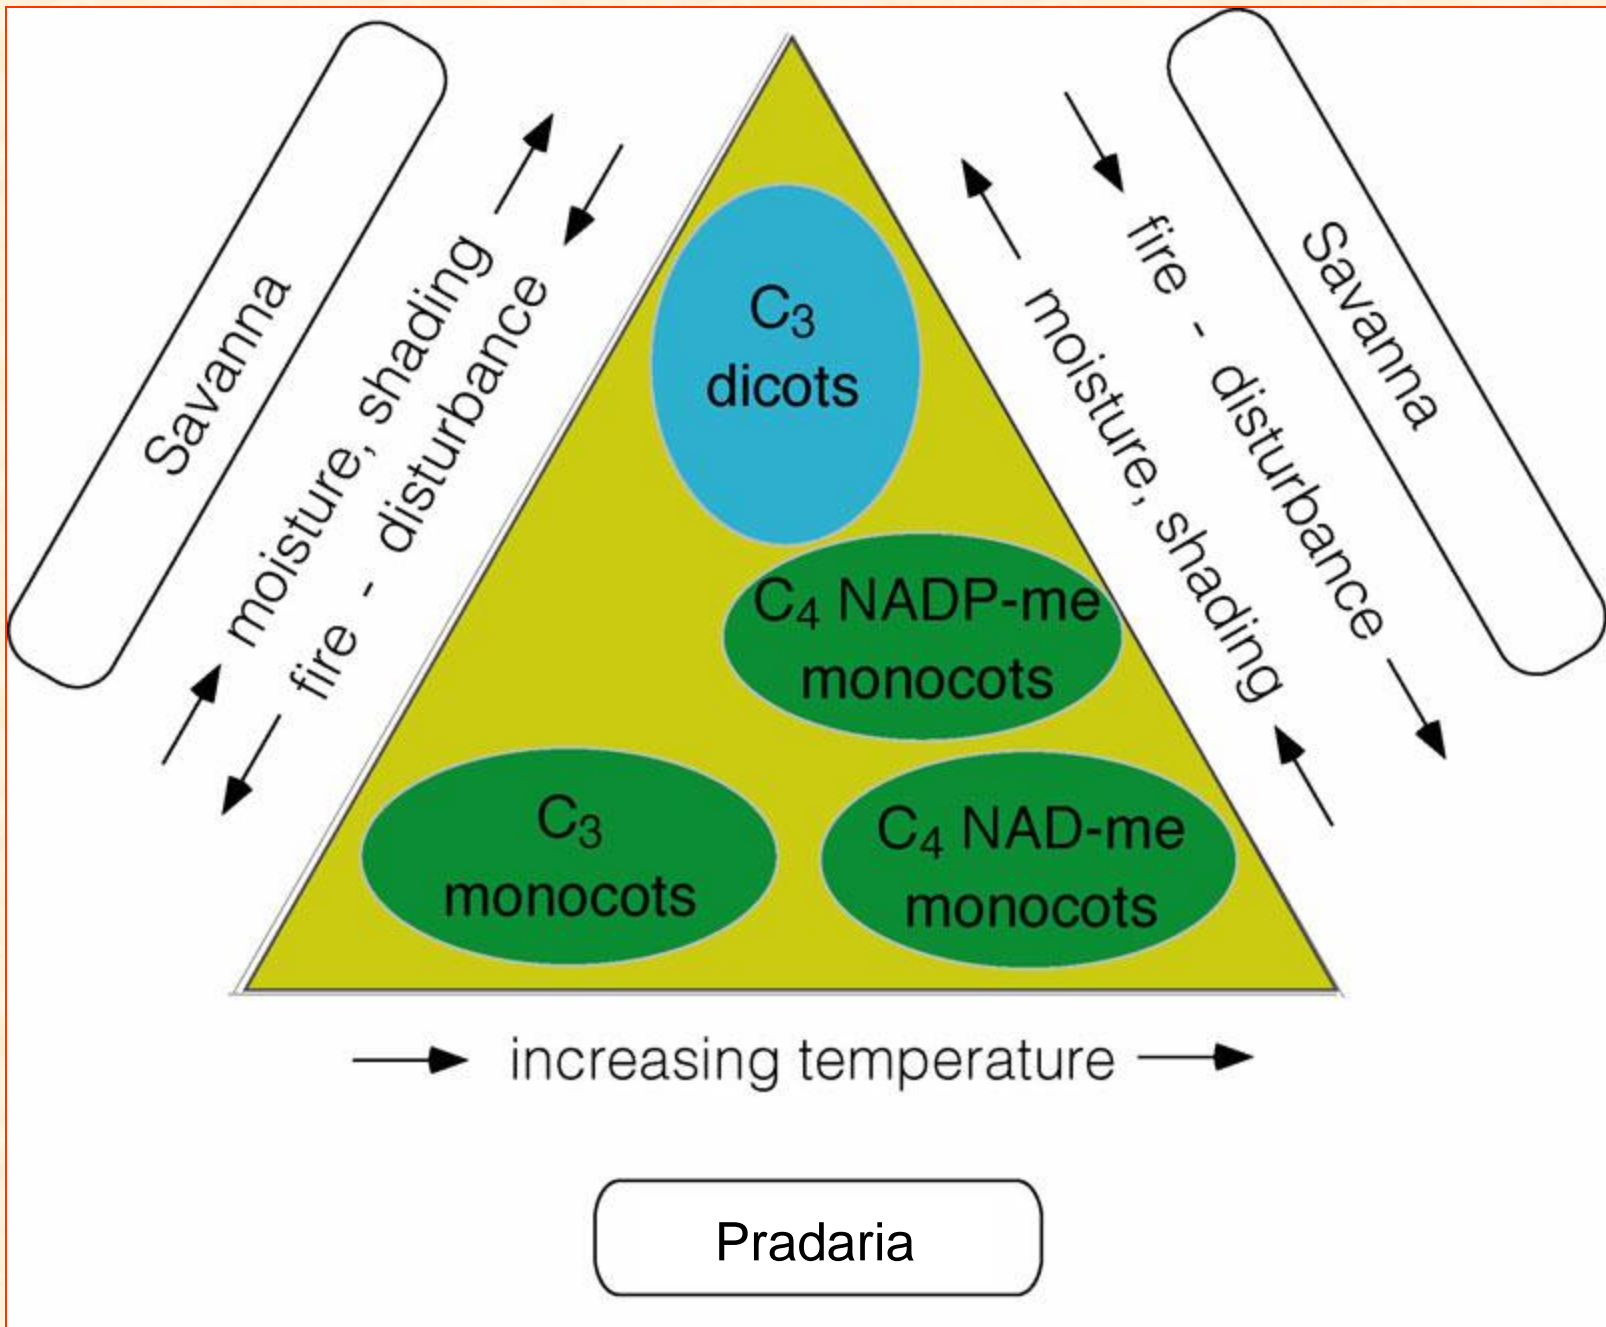 Savanna
moisture, shading
fire - disturbance
C₃
dicots
C₄ NADP-me
monocots
C₃
monocots
C₄ NAD-me
monocots
fire - disturbance
moisture, shading
Savanna
increasing temperature
Pradaria